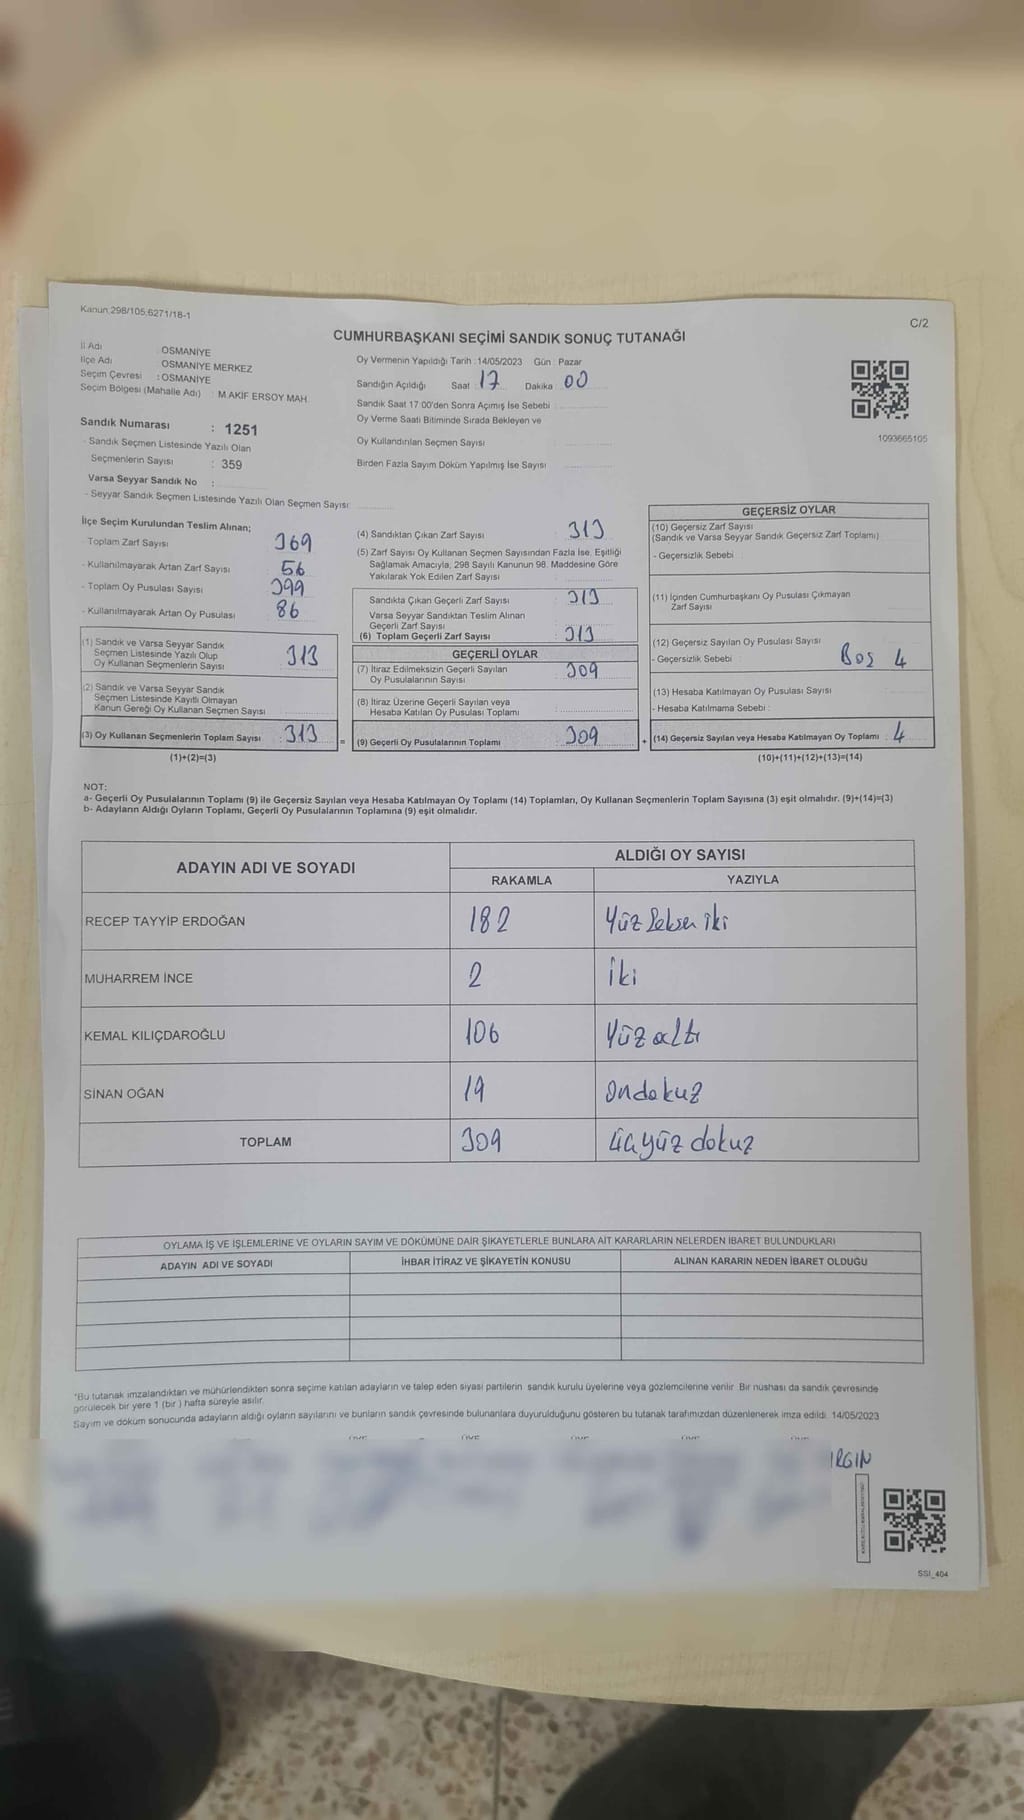 Kanun.298/105.6271/18-1
C/2
CUMHURBAŞKANI SEÇİMİ SANDIK SONUÇ TUTANAĞI
İl Adı : OSMANİYE
İlçe Adı : OSMANİYE MERKEZ
Seçim Çevresi : OSMANİYE
Seçim Bölgesi (Mahalle Adı) : M.AKİF ERSOY MAH.
Sandık Numarası : 1251
- Sandık Seçmen Listesinde Yazılı Olan
Seçmenlerin Sayısı : 359
Varsa Seyyar Sandık No :
- Seyyar Sandık Seçmen Listesinde Yazılı Olan Seçmen Sayısı
Oy Vermenin Yapıldığı Tarih : 14/05/2023 Gün : Pazar
Sandığın Açıldığı Saat : 17 Dakika : 00
Sandık Saat 17:00'den Sonra Açımış İse Sebebi :
Oy Verme Saati Bitiminde Sırada Bekleyen ve
Oy Kullandırılan Seçmen Sayısı
Birden Fazla Sayım Döküm Yapılmış İse Sayısı
1093665105
İlçe Seçim Kurulundan Teslim Alınan;
- Toplam Zarf Sayısı 369
- Kullanılmayarak Artan Zarf Sayısı 56
- Toplam Oy Pusulası Sayısı 399
- Kullanılmayarak Artan Oy Pusulası 86
(1) Sandık ve Varsa Seyyar Sandık
Seçmen Listesinde Yazılı Olup
Oy Kullanan Seçmenlerin Sayısı 313
(2) Sandık ve Varsa Seyyar Sandık
Seçmen Listesinde Kayıtlı Olmayan
Kanun Gereği Oy Kullanan Seçmen Sayısı
(3) Oy Kullanan Seçmenlerin Toplam Sayısı : 313
(1)+(2)=(3)
(4) Sandıktan Çıkan Zarf Sayısı : 313
(5) Zarf Sayısı Oy Kullanan Seçmen Sayısından Fazla İse, Eşitliği
Sağlamak Amacıyla, 298 Sayılı Kanunun 98. Maddesine Göre
Yakılarak Yok Edilen Zarf Sayısı
Sandıkta Çıkan Geçerli Zarf Sayısı : 313
Varsa Seyyar Sandıktan Teslim Alınan
Geçerli Zarf Sayısı
(6) Toplam Geçerli Zarf Sayısı : 313
GEÇERLİ OYLAR
(7) İtiraz Edilmeksizin Geçerli Sayılan
Oy Pusulalarının Sayısı : 309
(8) İtiraz Üzerine Geçerli Sayılan veya
Hesaba Katılan Oy Pusulası Toplamı :
= (9) Geçerli Oy Pusulalarının Toplamı : 309 +
GEÇERSİZ OYLAR
(10) Geçersiz Zarf Sayısı
(Sandık ve Varsa Seyyar Sandık Geçersiz Zarf Toplamı)
- Geçersizlik Sebebi :
(11) İçinden Cumhurbaşkanı Oy Pusulası Çıkmayan
Zarf Sayısı
(12) Geçersiz Sayılan Oy Pusulası Sayısı
- Geçersizlik Sebebi : Boş 4
(13) Hesaba Katılmayan Oy Pusulası Sayısı
- Hesaba Katılmama Sebebi :
(14) Geçersiz Sayılan veya Hesaba Katılmayan Oy Toplamı : 4
(10)+(11)+(12)+(13)=(14)
NOT:
a- Geçerli Oy Pusulalarının Toplamı (9) ile Geçersiz Sayılan veya Hesaba Katılmayan Oy Toplamı (14) Toplamları, Oy Kullanan Seçmenlerin Toplam Sayısına (3) eşit olmalıdır. (9)+(14)=(3)
b- Adayların Aldığı Oyların Toplamı, Geçerli Oy Pusulalarının Toplamına (9) eşit olmalıdır.
ADAYIN ADI VE SOYADI
ALDIĞI OY SAYISI
RAKAMLA YAZIYLA
RECEP TAYYİP ERDOĞAN 182 Yüz Seksen iki
MUHARREM İNCE 2 İki
KEMAL KILIÇDAROĞLU 106 Yüz altı
SİNAN OĞAN 19 Ondokuz
TOPLAM 309 üçyüz dokuz
OYLAMA İŞ VE İŞLEMLERİNE VE OYLARIN SAYIM VE DÖKÜMÜNE DAİR ŞİKAYETLERLE BUNLARA AİT KARARLARIN NELERDEN İBARET BULUNDUKLARI
ADAYIN ADI VE SOYADI İHBAR İTİRAZ VE ŞİKAYETİN KONUSU ALINAN KARARIN NEDEN İBARET OLDUĞU
*Bu tutanak imzalandıktan ve mühürlendikten sonra seçime katılan adayların ve talep eden siyasi partilerin sandık kurulu üyelerine veya gözlemcilerine verilir. Bir nushası da sandık çevresinde
görülecek bir yere 1 (bir ) hafta süreyle asılır.
Sayım ve döküm sonucunda adayların aldığı oyların sayılarını ve bunların sandık çevresinde bulunanlara duyurulduğunu gösteren bu tutanak tarafımızdan düzenlenerek imza edildi. 14/05/2023
SSI_404